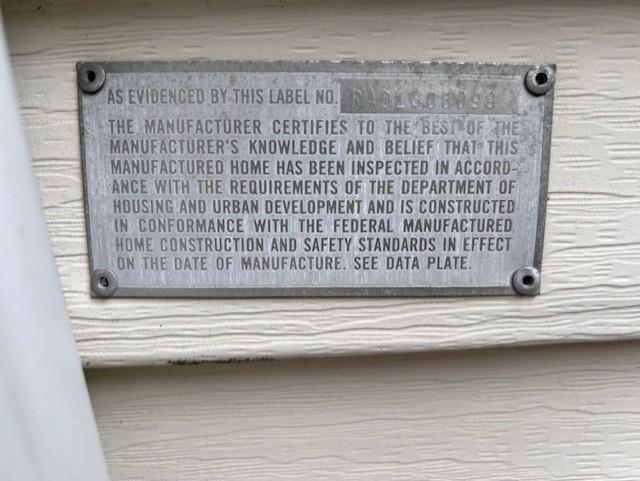 AS EVIDENCED BY THIS LABEL NO.
THE MANUFACTURER CERTIFIES TO THE BEST OF THE
MANUFACTURER'S KNOWLEDGE AND BELIEF THAT THIS
MANUFACTURED HOME HAS BEEN INSPECTED IN ACCORD-
ANCE WITH THE REQUIREMENTS OF THE DEPARTMENT OF
HOUSING AND URBAN DEVELOPMENT AND IS CONSTRUCTED
IN CONFORMANCE WITH THE FEDERAL MANUFACTURED
HOME CONSTRUCTION AND SAFETY STANDARDS IN EFFECT
ON THE DATE OF MANUFACTURE. SEE DATA PLATE.